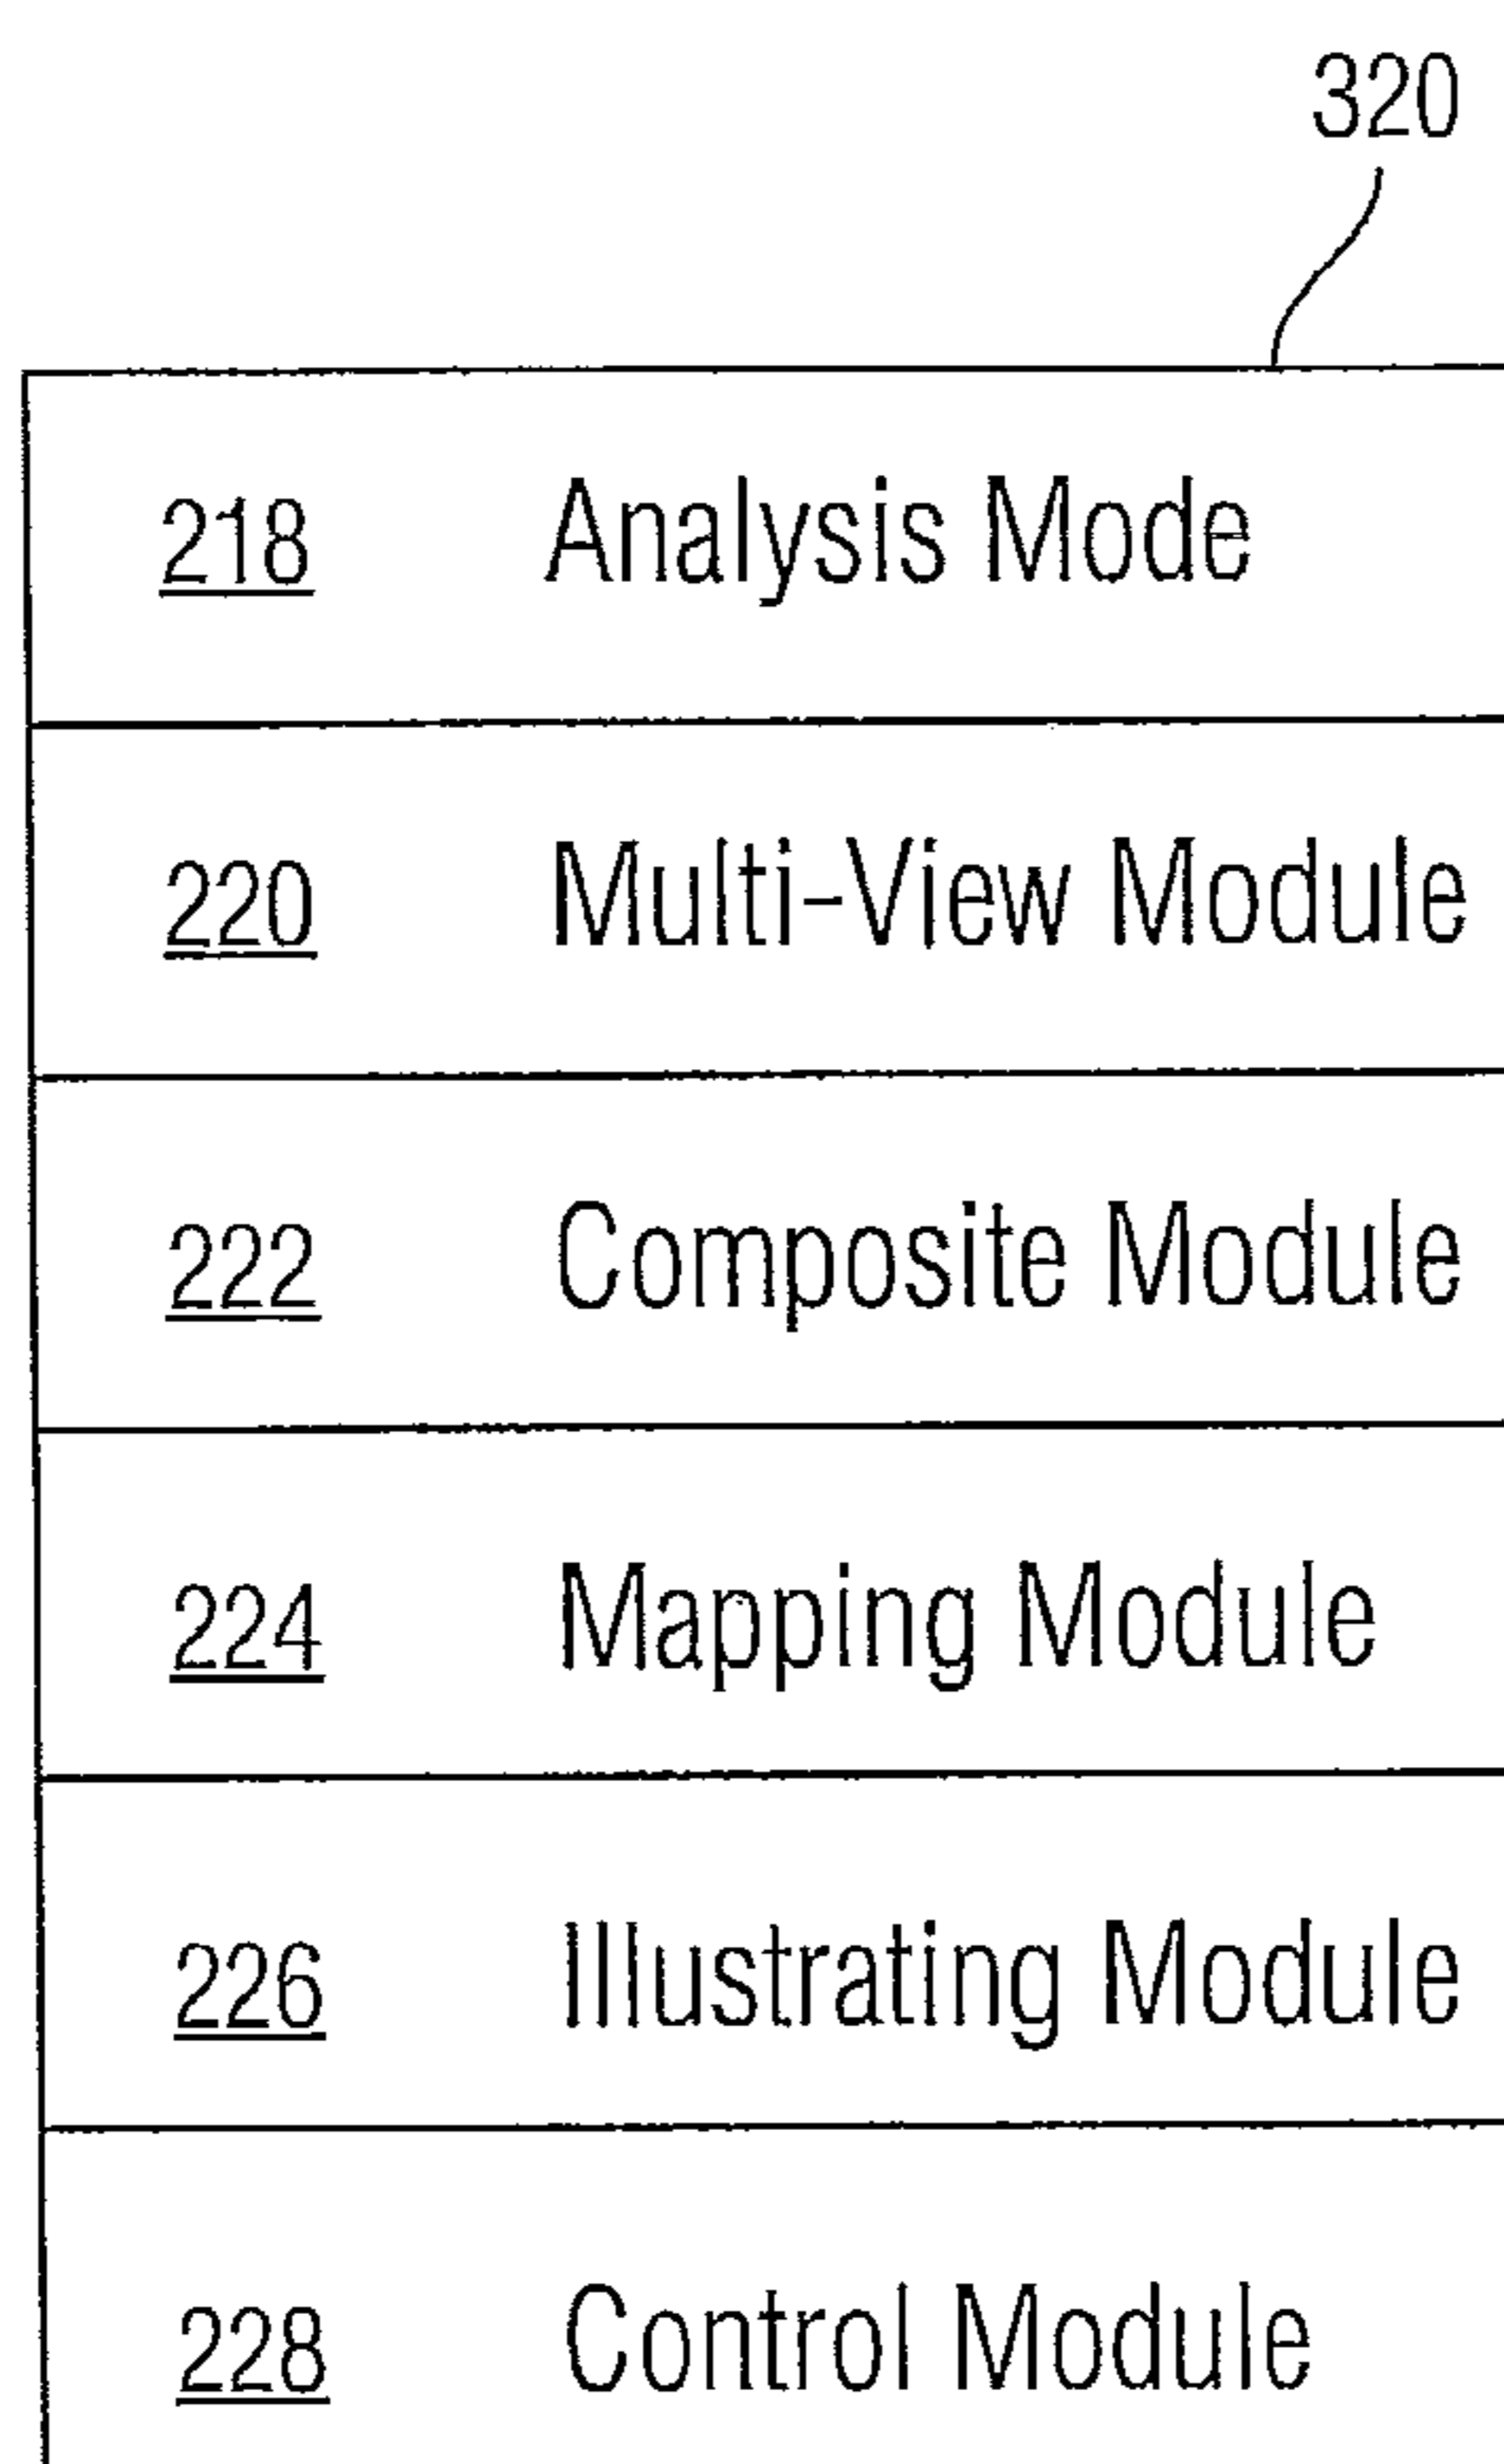 320
218 Analysis Mode
220 Multi-View Module
222 Composite Module
224 Mapping Module
226 Illustrating Module
228 Control Module